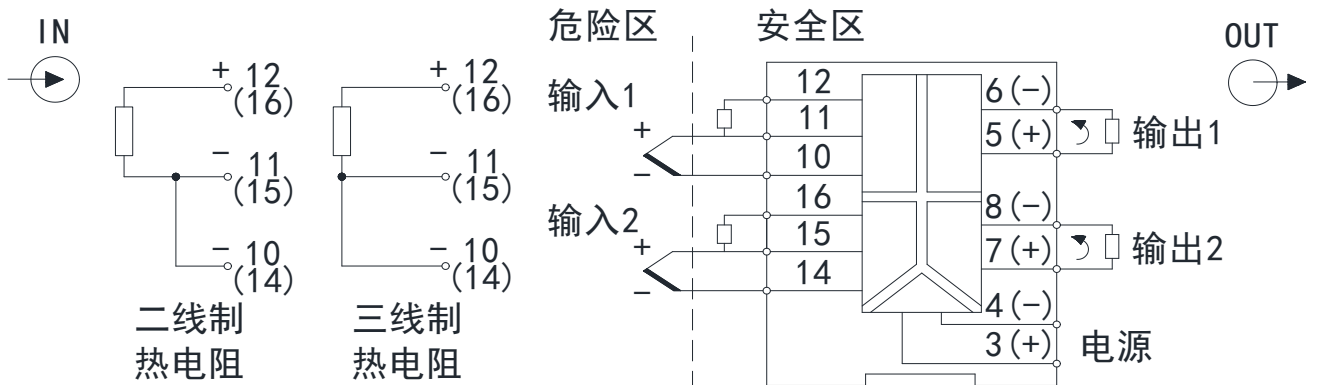 IN
+ 12
(16)
- 11
(15)
- 10
(14)
二线制
热电阻
+ 12
(16)
- 11
(15)
- 10
(14)
三线制
热电阻
危险区
安全区
输入1
+
-
输入2
+
-
12
11
10
16
15
14
6(-)
5(+)
8(-)
7(+)
4(-)
3(+)
输出1
输出2
电源
OUT